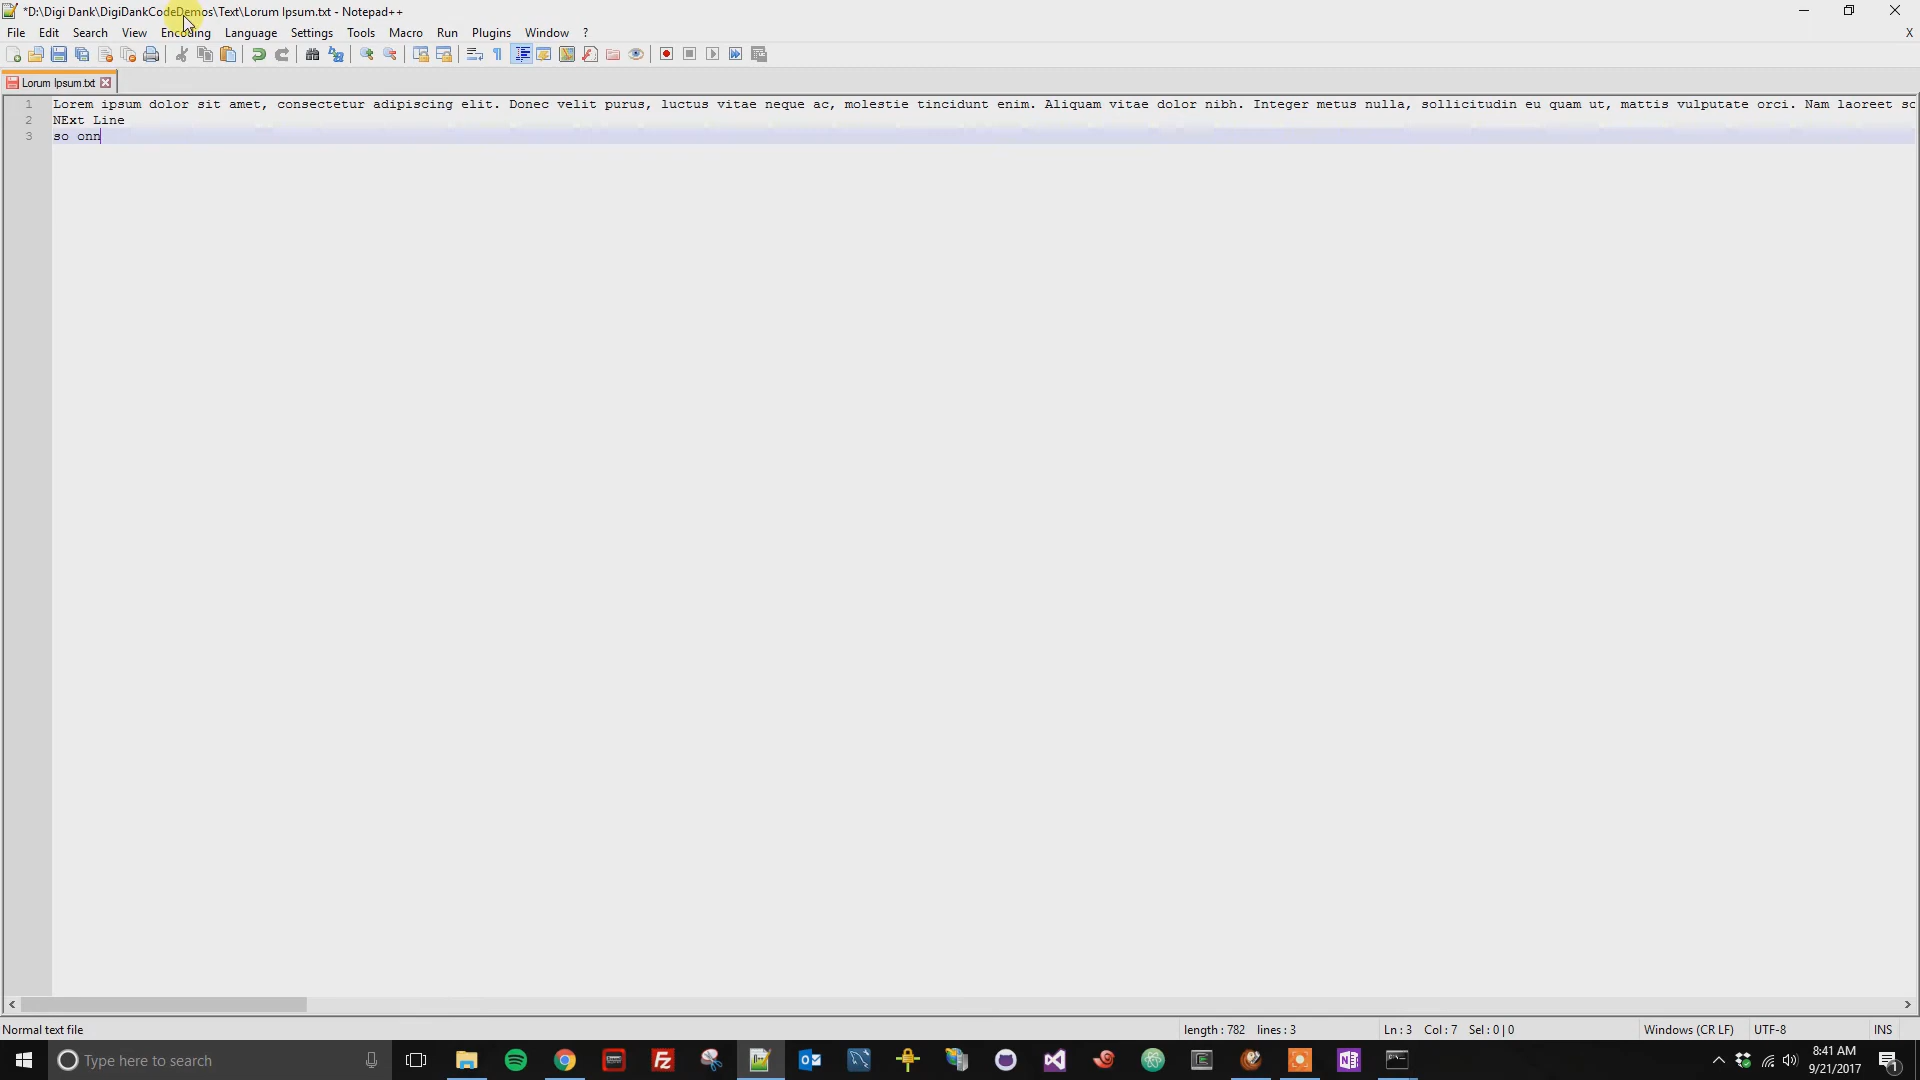 *D:\Digi Dank\DigiDankCodeDemos\Text\Lorum Ipsum.txt - Notepad++
File Edit Search View Encoding Language Settings Tools Macro Run Plugins Window ?
X
Lorum Ipsum.txt
1 Lorem ipsum dolor sit amet, consectetur adipiscing elit. Donec velit purus, luctus vitae neque ac, molestie tincidunt enim. Aliquam vitae dolor nibh. Integer metus nulla, sollicitudin eu quam ut, mattis vulputate orci. Nam laoreet sc
2 NExt Line
3 so onn
Normal text file length : 782 lines : 3 Ln : 3 Col : 7 Sel : 0 | 0 Windows (CR LF) UTF-8 INS
Type here to search
8:41 AM
9/21/2017